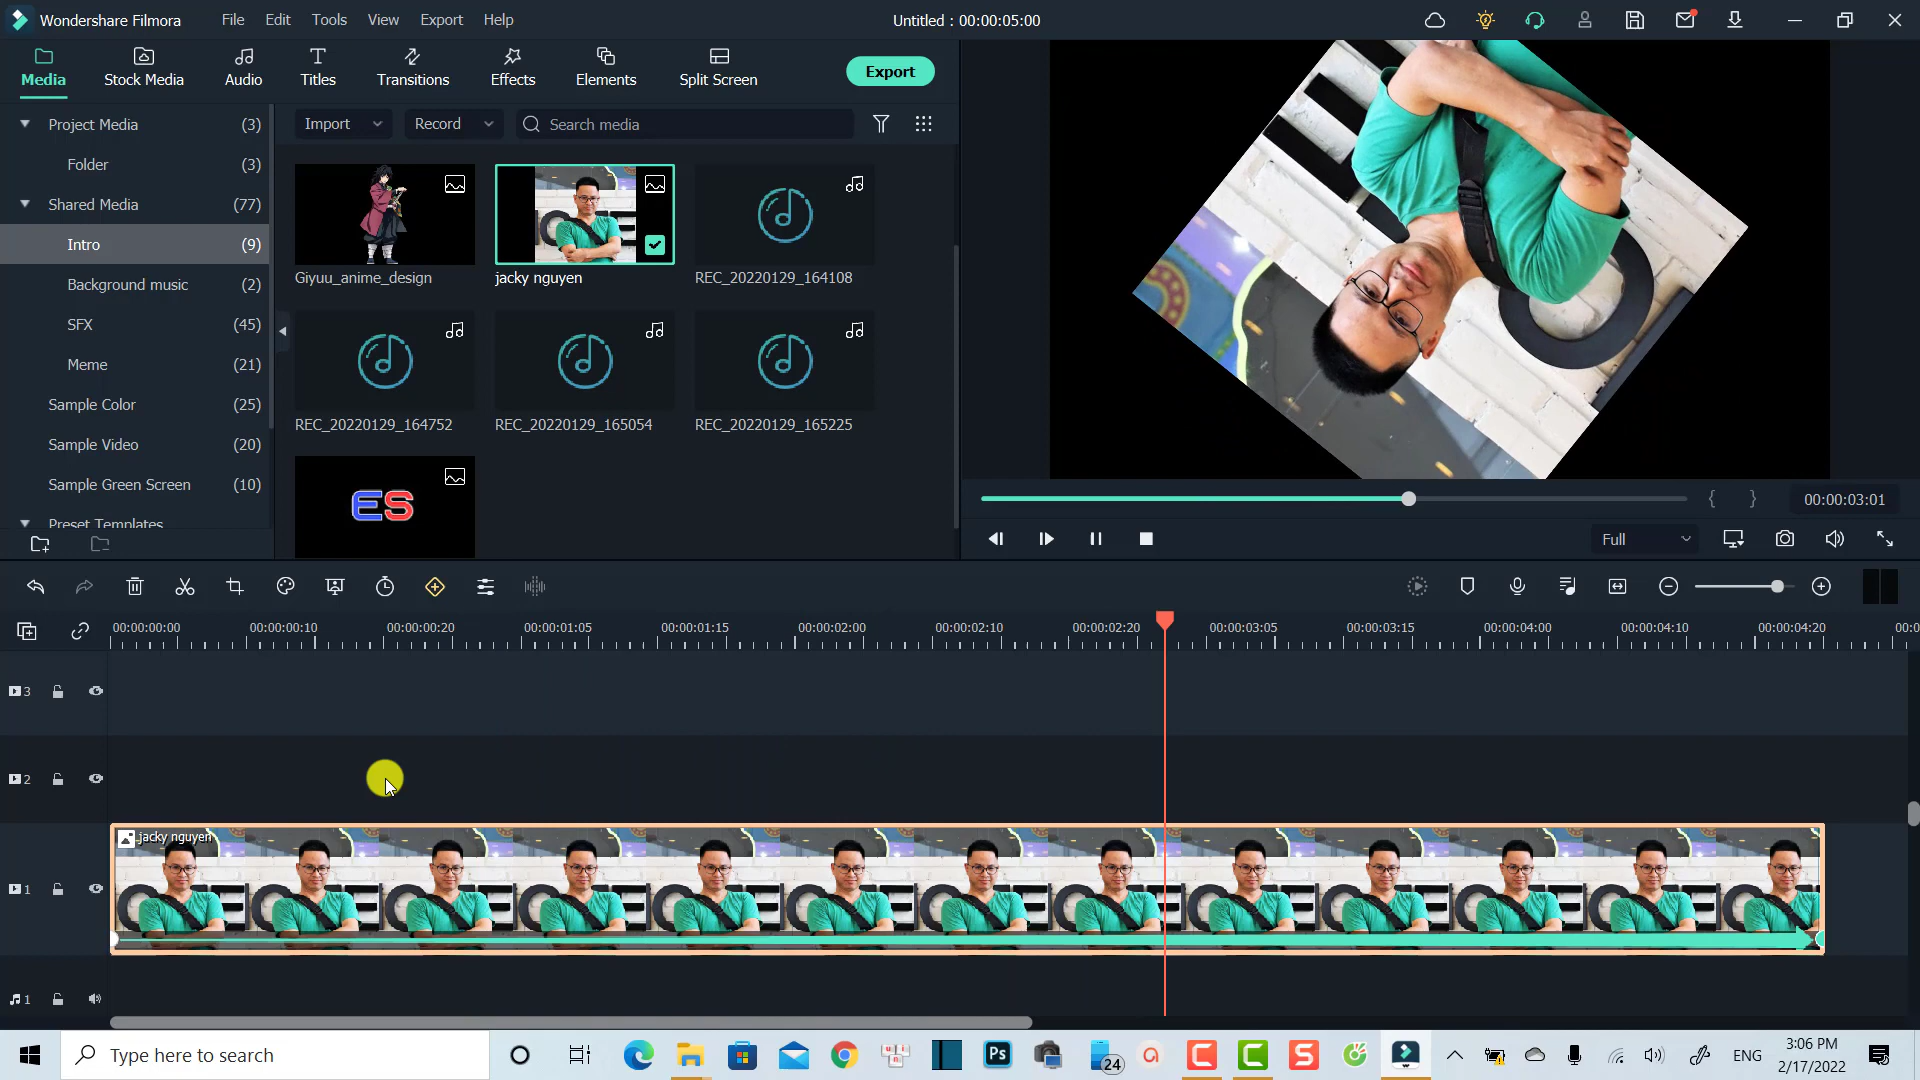 Wondershare Filmora File Edit Tools View Export Help Untitled : 00:00:05:00
Media Stock Media Audio Titles Transitions Effects Elements Split Screen Export
Project Media (3)
Folder (3)
Shared Media (77)
Intro (9)
Background music (2)
SFX (45)
Meme (21)
Sample Color (25)
Sample Video (20)
Sample Green Screen (10)
Preset Templates
Import Record Search media
Giyuu_anime_design jacky nguyen REC_20220129_164108
REC_20220129_164752 REC_20220129_165054 REC_20220129_165225
ES
{ } 00:00:03:01
Full
00:00:00:00 00:00:00:10 00:00:00:20 00:00:01:05 00:00:01:15 00:00:02:00 00:00:02:10 00:00:02:20 00:00:03:05 00:00:03:15 00:00:04:00 00:00:04:10 00:00:04:20 00:0
3
2
jacky nguyen
1
1
Type here to search
Ps
24
ENG
3:06 PM
2/17/2022